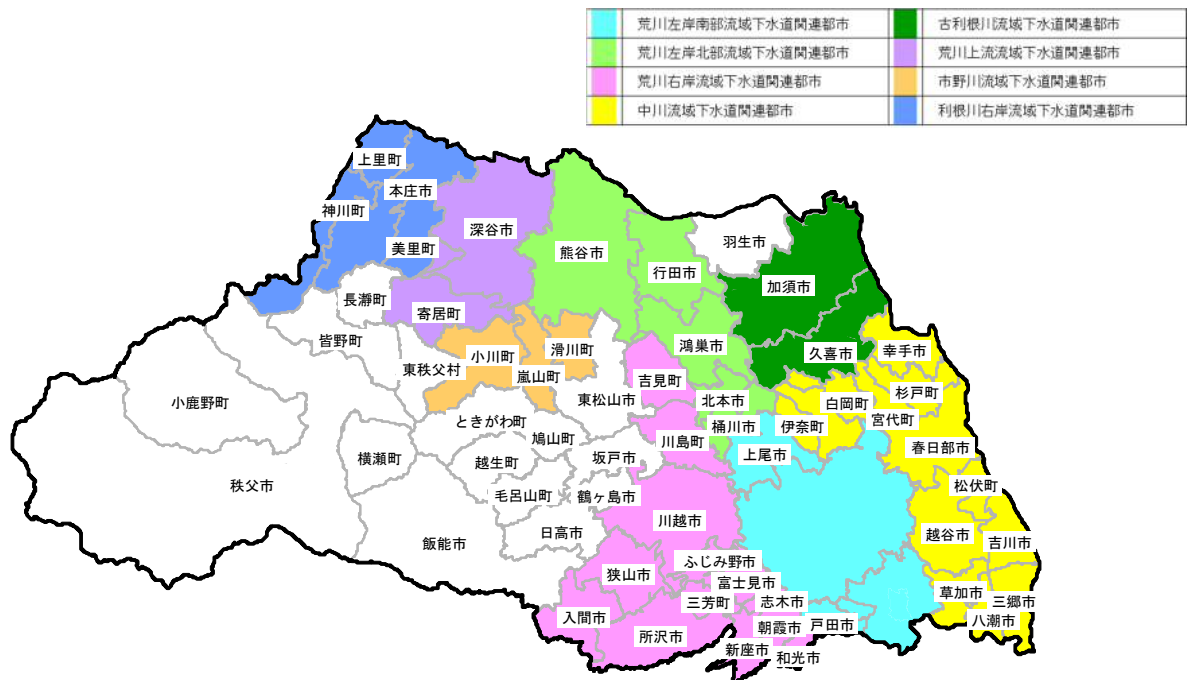 荒川左岸南部流域下水道関連都市
古利根川流域下水道関連都市
荒川左岸北部流域下水道関連都市
荒川上流流域下水道関連都市
荒川右岸流域下水道関連都市
市野川流域下水道関連都市
中川流域下水道関連都市
利根川右岸流域下水道関連都市
上里町
本庄市
神川町
美里町
深谷市
熊谷市
行田市
羽生市
加須市
長瀞町
寄居町
皆野町
小川町
滑川町
鴻巣市
久喜市
幸手市
東秩父村
嵐山町
吉見町
杉戸町
小鹿野町
東松山市
北本市
白岡町
宮代町
ときがわ町
桶川市
伊奈町
鳩山町
川島町
春日部市
横瀬町
越生町
坂戸市
上尾市
秩父市
松伏町
毛呂山町
鶴ヶ島市
川越市
日高市
越谷市
吉川市
飯能市
ふじみ野市
狭山市
富士見市
草加市
三芳町
志木市
三郷市
入間市
所沢市
朝霞市
戸田市
八潮市
新座市
和光市